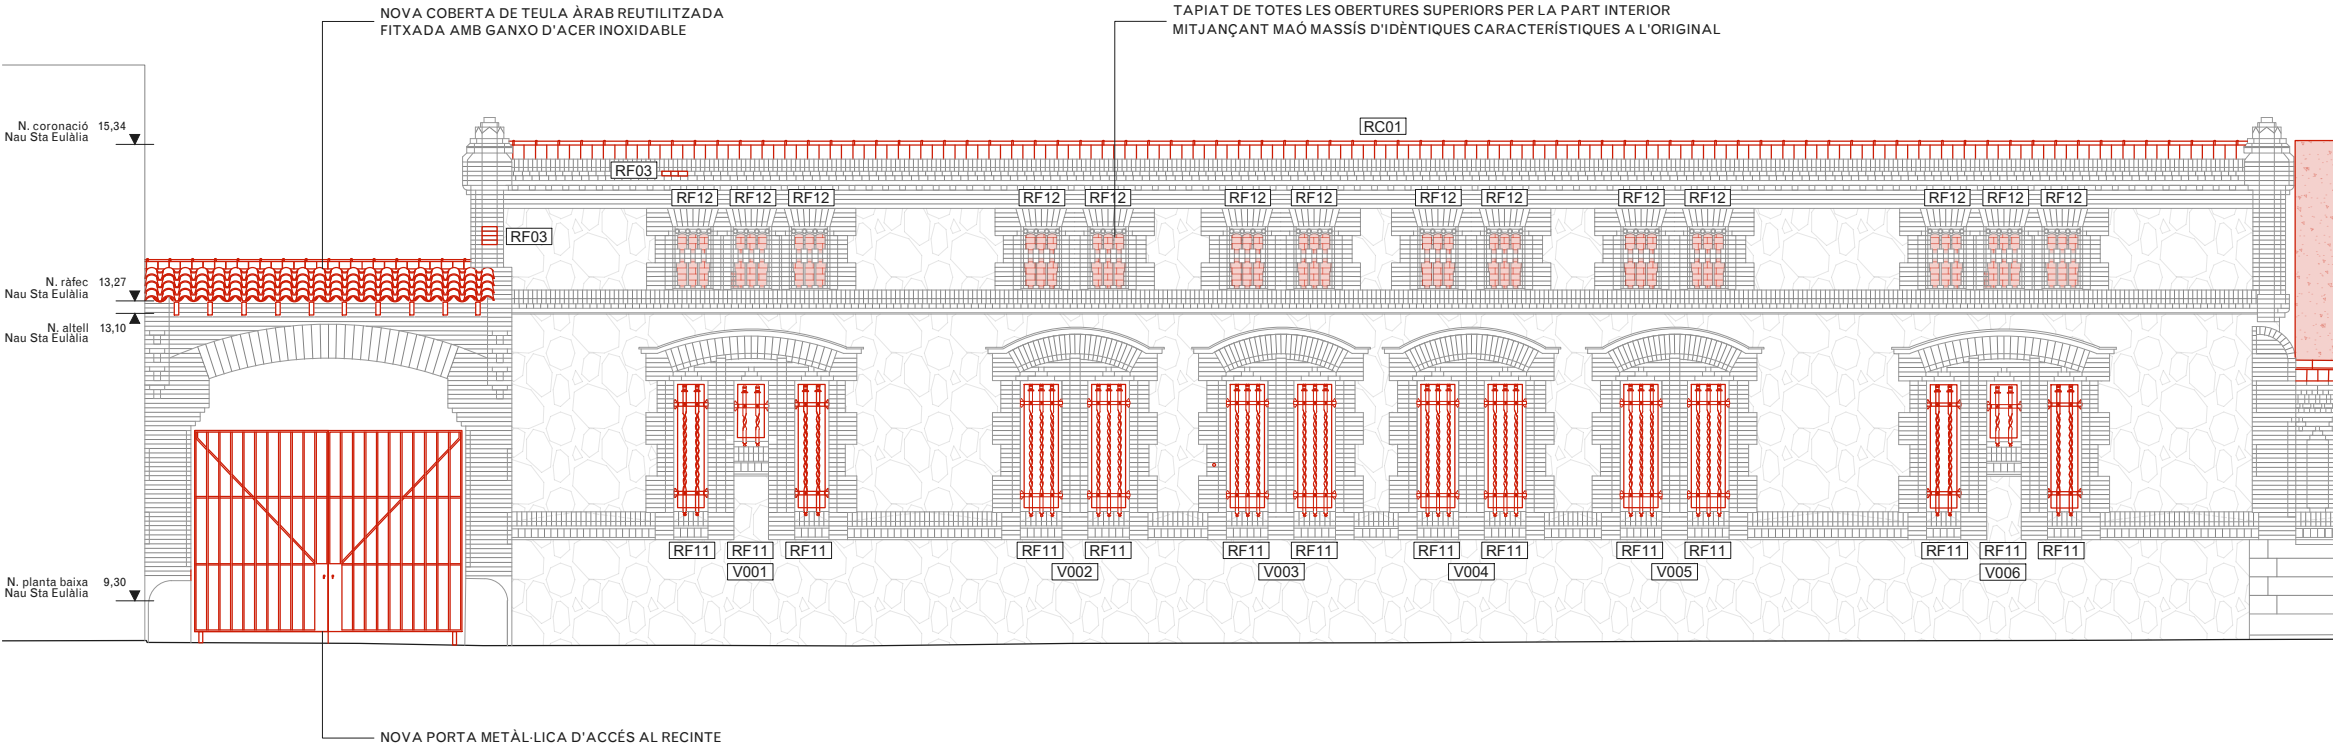 NOVA COBERTA DE TEULA ÀRAB REUTILITZADA
FITXADA AMB GANXO D'ACER INOXIDABLE
TAPIAT DE TOTES LES OBERTURES SUPERIORS PER LA PART INTERIOR
MITJANÇANT MAÓ MASSÍS D'IDÈNTIQUES CARACTERÍSTIQUES A L'ORIGINAL
N. coronació 15,34
Nau Sta Eulàlia
RC01
RF03
RF12 RF12 RF12 RF12 RF12 RF12 RF12 RF12 RF12 RF12 RF12 RF12 RF12 RF12
RF03
N. ràfec 13,27
Nau Sta Eulàlia
N. altell 13,10
Nau Sta Eulàlia
RF11 RF11 RF11 RF11 RF11 RF11 RF11 RF11 RF11 RF11 RF11 RF11 RF11 RF11
V001 V002 V003 V004 V005 V006
N. planta baixa 9,30
Nau Sta Eulàlia
NOVA PORTA METÀL·LICA D'ACCÉS AL RECINTE